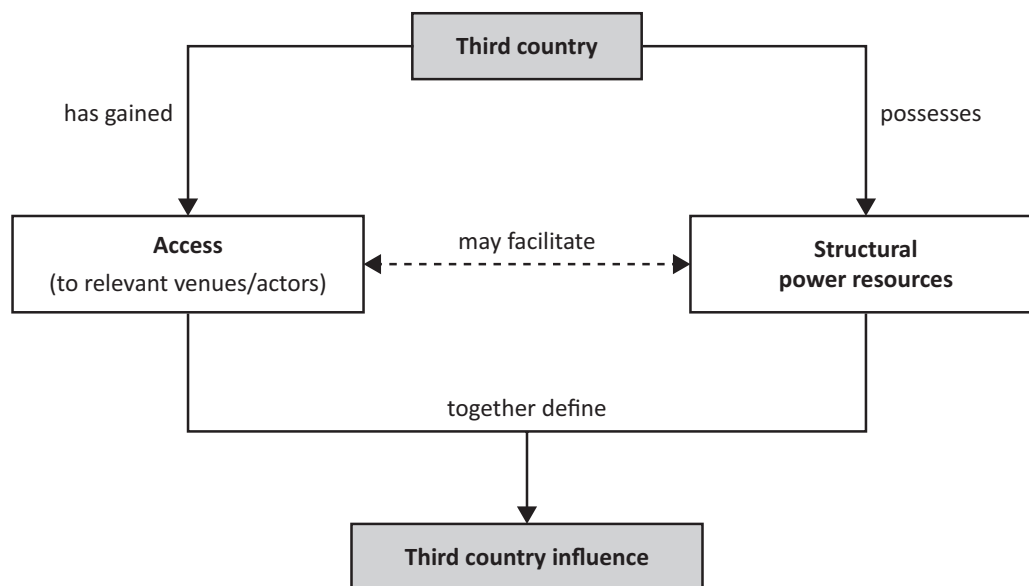 Third country
has gained
possesses
Access
(to relevant venues/actors)
may facilitate
Structural
power resources
together define
Third country influence